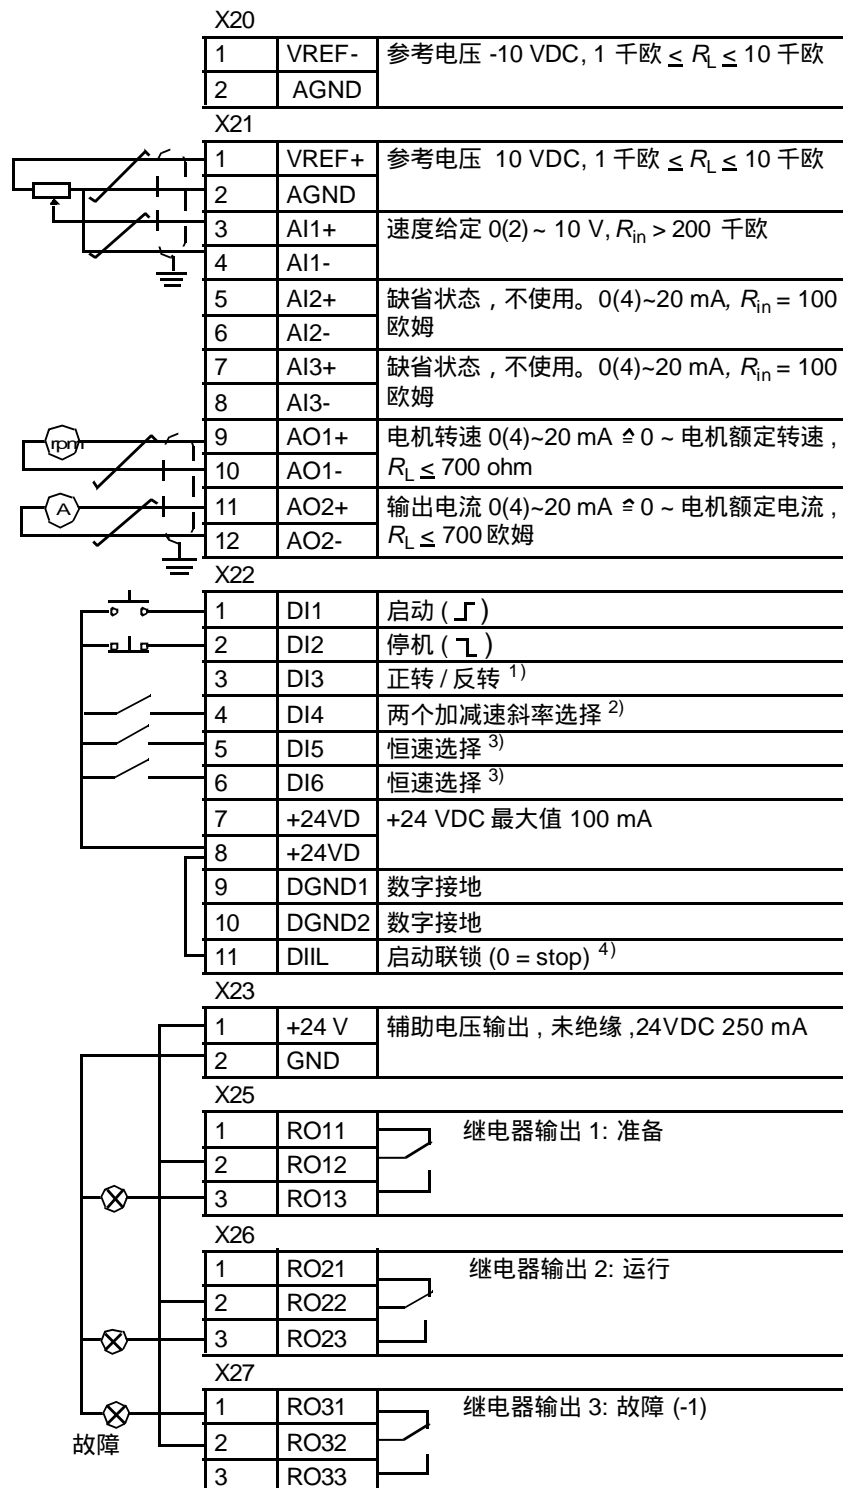 X20
1 VREF- 参考电压 -10 VDC, 1 千欧 ≤ RL ≤ 10 千欧
2 AGND
X21
1 VREF+ 参考电压 10 VDC, 1 千欧 ≤ RL ≤ 10 千欧
2 AGND
3 AI1+ 速度给定 0(2) ~ 10 V, Rin > 200 千欧
4 AI1-
5 AI2+ 缺省状态，不使用。0(4)~20 mA, Rin = 100
6 AI2- 欧姆
7 AI3+ 缺省状态，不使用。0(4)~20 mA, Rin = 100
8 AI3- 欧姆
rpm 9 AO1+ 电机转速 0(4)~20 mA ≙ 0 ~ 电机额定转速，
10 AO1- RL ≤ 700 ohm
A 11 AO2+ 输出电流 0(4)~20 mA ≙ 0 ~ 电机额定电流，
12 AO2- RL ≤ 700 欧姆
X22
1 DI1 启动 ( )
2 DI2 停机 ( )
3 DI3 正转 / 反转 1)
4 DI4 两个加减速斜率选择 2)
5 DI5 恒速选择 3)
6 DI6 恒速选择 3)
7 +24VD +24 VDC 最大值 100 mA
8 +24VD
9 DGND1 数字接地
10 DGND2 数字接地
11 DIIL 启动联锁 (0 = stop) 4)
X23
1 +24 V 辅助电压输出，未绝缘 ,24VDC 250 mA
2 GND
X25
1 RO11 继电器输出 1: 准备
2 RO12
3 RO13
X26
1 RO21 继电器输出 2: 运行
2 RO22
3 RO23
X27
1 RO31 继电器输出 3: 故障 (-1)
故障 2 RO32
3 RO33